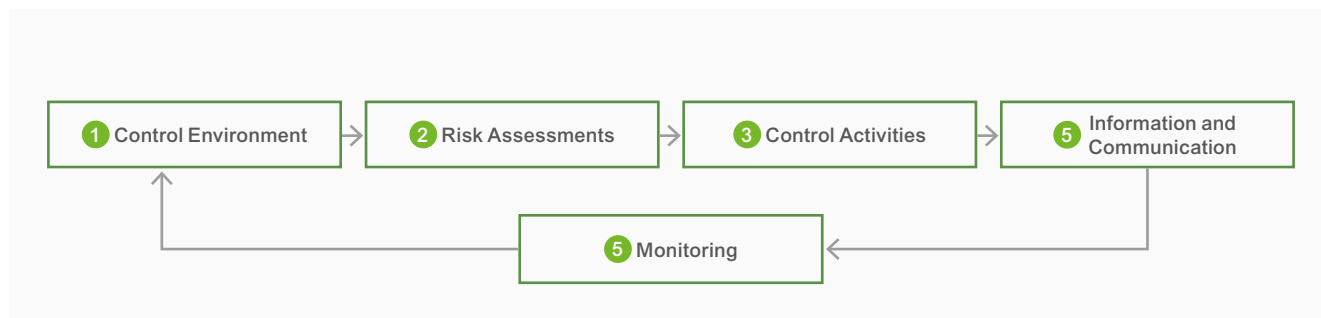 1 Control Environment
2 Risk Assessments
3 Control Activities
5 Information and
Communication
5 Monitoring